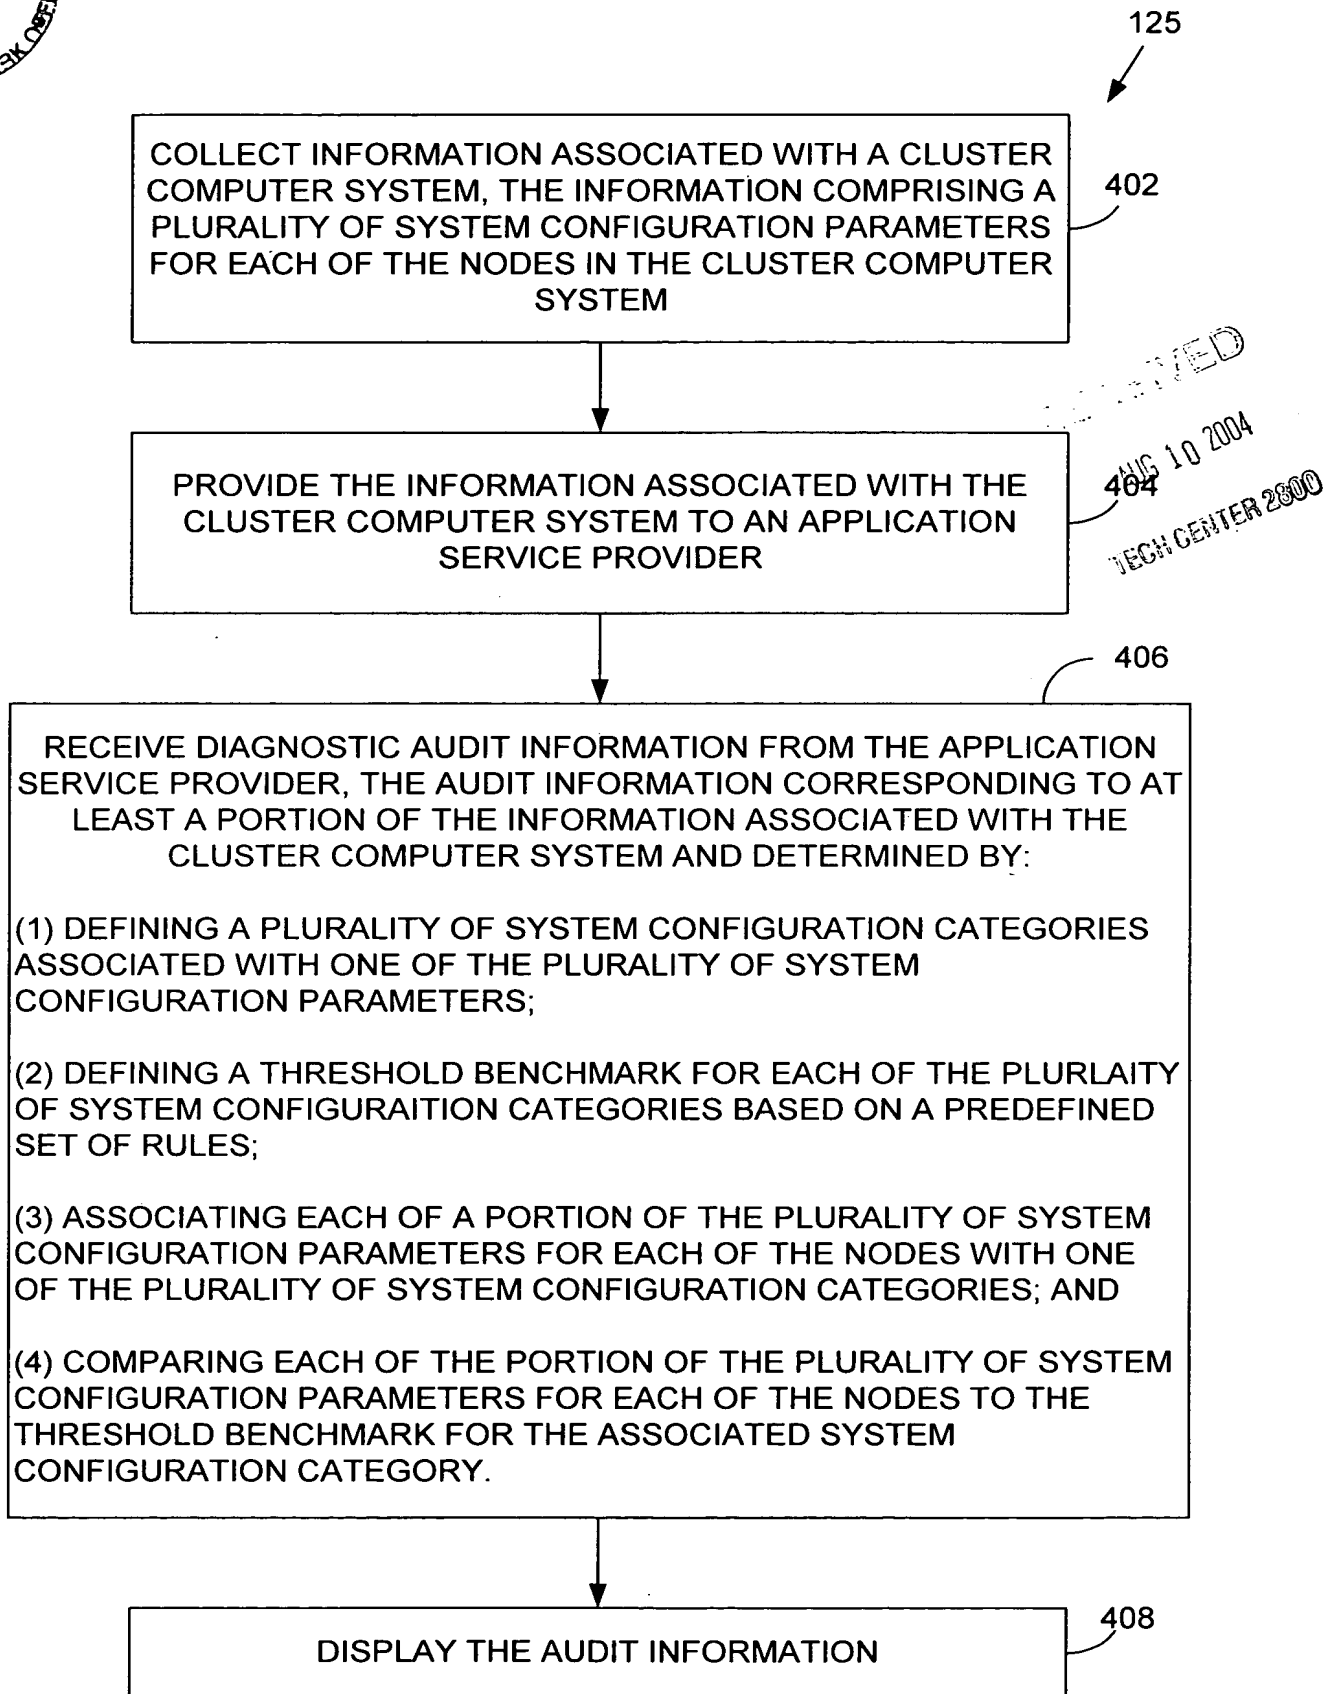 125
COLLECT INFORMATION ASSOCIATED WITH A CLUSTER
COMPUTER SYSTEM, THE INFORMATION COMPRISING A
PLURALITY OF SYSTEM CONFIGURATION PARAMETERS
FOR EACH OF THE NODES IN THE CLUSTER COMPUTER
SYSTEM
402
PROVIDE THE INFORMATION ASSOCIATED WITH THE
CLUSTER COMPUTER SYSTEM TO AN APPLICATION
SERVICE PROVIDER
404
AUG 10 2004
TECH CENTER 2800
406
RECEIVE DIAGNOSTIC AUDIT INFORMATION FROM THE APPLICATION
SERVICE PROVIDER, THE AUDIT INFORMATION CORRESPONDING TO AT
LEAST A PORTION OF THE INFORMATION ASSOCIATED WITH THE
CLUSTER COMPUTER SYSTEM AND DETERMINED BY:
(1) DEFINING A PLURALITY OF SYSTEM CONFIGURATION CATEGORIES
ASSOCIATED WITH ONE OF THE PLURALITY OF SYSTEM
CONFIGURATION PARAMETERS;
(2) DEFINING A THRESHOLD BENCHMARK FOR EACH OF THE PLURLAITY
OF SYSTEM CONFIGURAITION CATEGORIES BASED ON A PREDEFINED
SET OF RULES;
(3) ASSOCIATING EACH OF A PORTION OF THE PLURALITY OF SYSTEM
CONFIGURATION PARAMETERS FOR EACH OF THE NODES WITH ONE
OF THE PLURALITY OF SYSTEM CONFIGURATION CATEGORIES; AND
(4) COMPARING EACH OF THE PORTION OF THE PLURALITY OF SYSTEM
CONFIGURATION PARAMETERS FOR EACH OF THE NODES TO THE
THRESHOLD BENCHMARK FOR THE ASSOCIATED SYSTEM
CONFIGURATION CATEGORY.
408
DISPLAY THE AUDIT INFORMATION